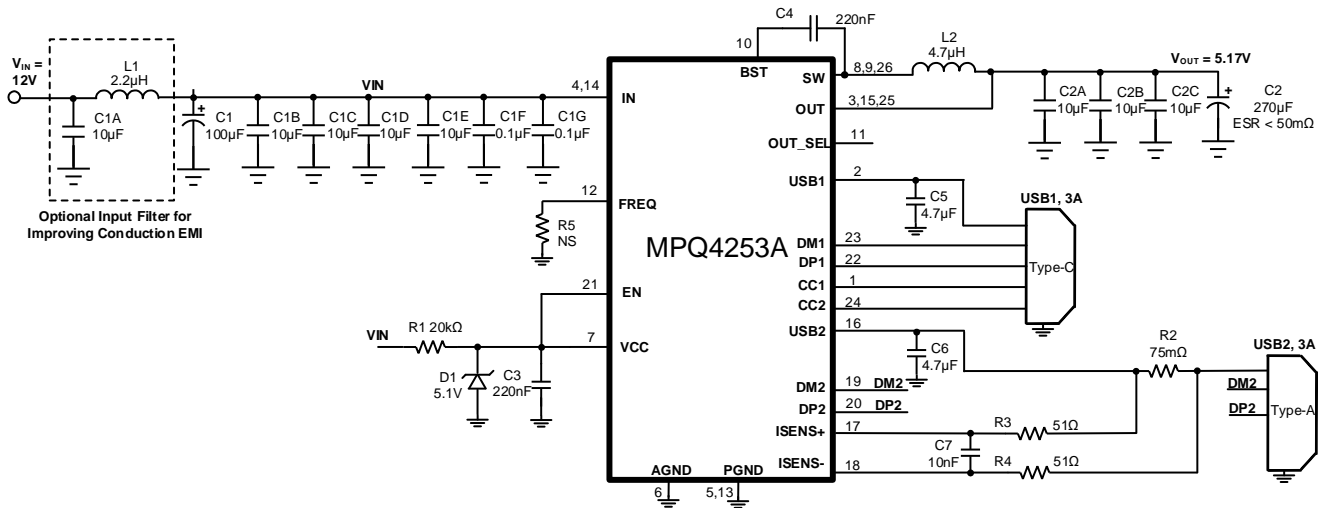 C4
220nF
10
BST
L2
4.7µH
V_IN =
12V
L1
2.2µH
VIN
4,14
IN
SW
8,9,26
V_OUT = 5.17V
C1A
10µF
C1
100µF
C1B
10µF
C1C
10µF
C1D
10µF
C1E
10µF
C1F
0.1µF
C1G
0.1µF
OUT
3,15,25
C2A
10µF
C2B
10µF
C2C
10µF
C2
270µF
ESR < 50mΩ
OUT_SEL
11
Optional Input Filter for
Improving Conduction EMI
12
FREQ
R5
NS
USB1
2
C5
4.7µF
USB1, 3A
MPQ4253A
DM1
23
DP1
22
Type-C
CC1
1
CC2
24
21
EN
USB2
16
VIN
R1 20kΩ
7
VCC
C6
4.7µF
R2
75mΩ
USB2, 3A
D1
5.1V
C3
220nF
DM2
19
DM2
DM2
DP2
20
DP2
DP2
Type-A
ISENS+
17
R3
51Ω
C7
10nF
ISENS-
18
R4
51Ω
AGND
6
PGND
5,13